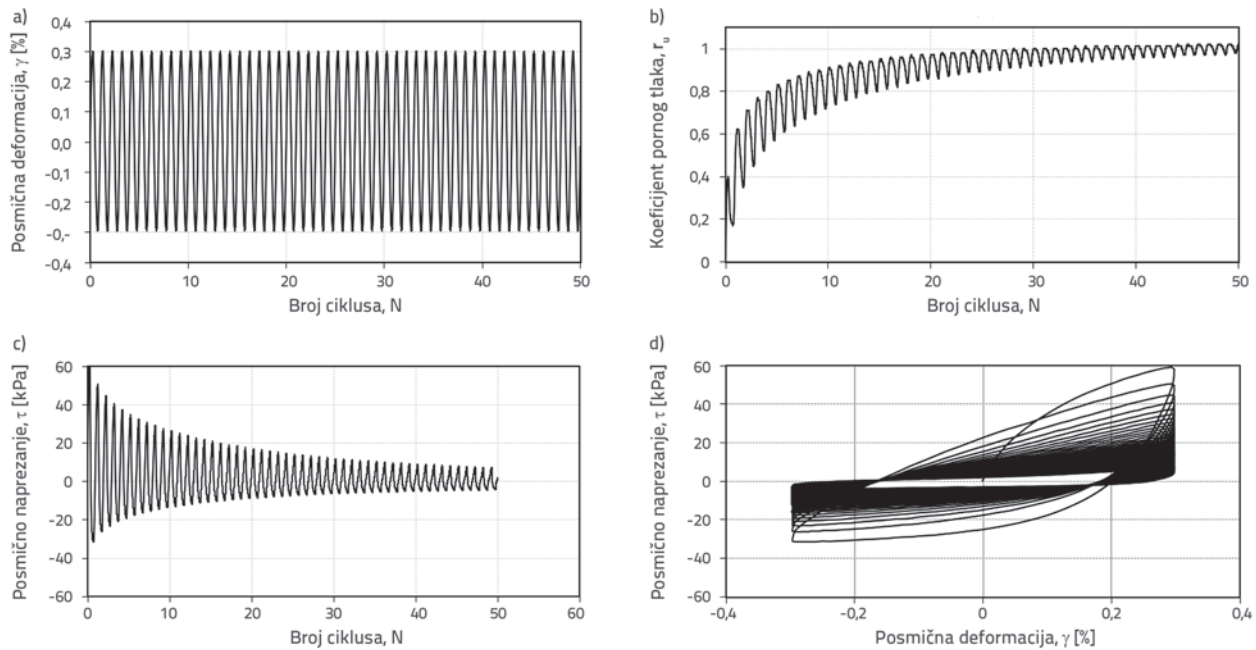 a)
Posmična deformacija, γ [%]
0,4
0,3
0,2
0,1
0,0
-0,1
-0,2
-0,-
-0,4
0 10 20 30 40 50
Broj ciklusa, N
b)
Koeficijent pornog tlaka, rᵤ
1
0,8
0,6
0,4
0,2
0
0 10 20 30 40 50
Broj ciklusa, N
c)
Posmično naprezanje, τ [kPa]
60
40
20
0
-20
-40
-60
0 10 20 30 40 50 60
Broj ciklusa, N
d)
Posmično naprezanje, τ [kPa]
60
40
20
0
-20
-40
-60
-0,4 -0,2 0 0,2 0,4
Posmična deformacija, γ [%]